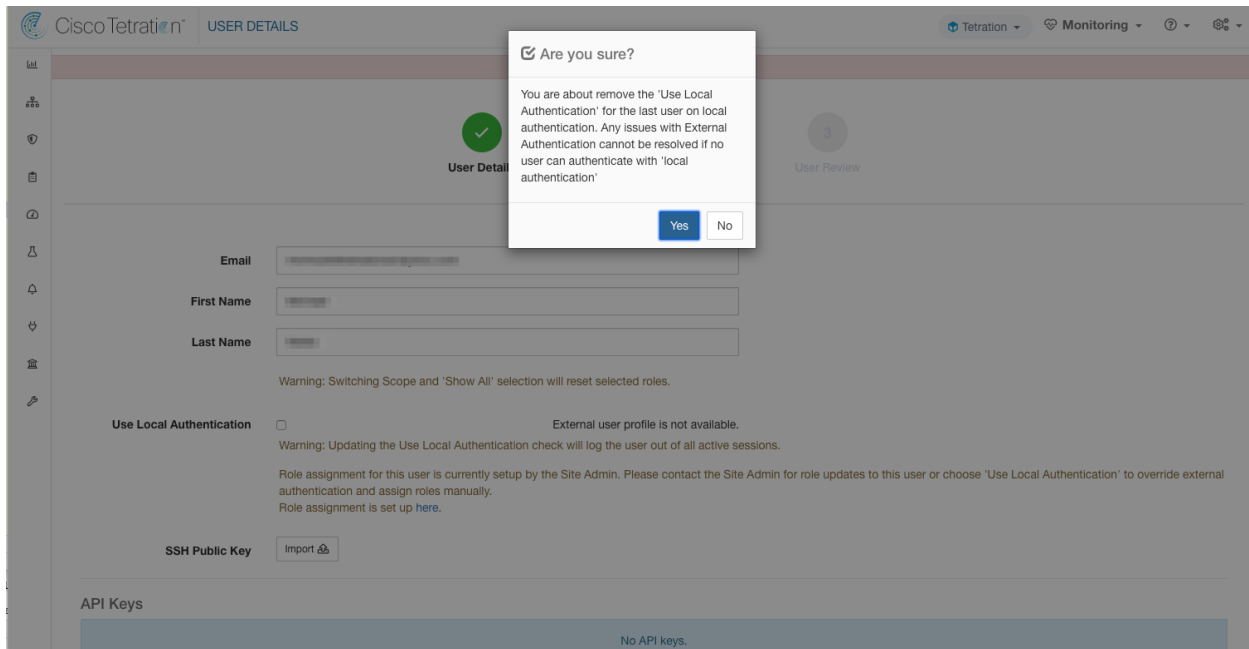 Cisco Tetration™ USER DETAILS
Tetration
Monitoring
Are you sure?
You are about remove the 'Use Local
Authentication' for the last user on local
authentication. Any issues with External
Authentication cannot be resolved if no
user can authenticate with 'local
authentication'
Yes No
3
User Review
Email
First Name
Last Name
Warning: Switching Scope and 'Show All' selection will reset selected roles.
Use Local Authentication
External user profile is not available.
Warning: Updating the Use Local Authentication check will log the user out of all active sessions.
Role assignment for this user is currently setup by the Site Admin. Please contact the Site Admin for role updates to this user or choose 'Use Local Authentication' to override external
authentication and assign roles manually.
Role assignment is set up here.
SSH Public Key
Import
API Keys
No API keys.